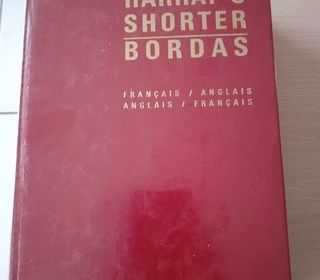 HARRAP'S
SHORTER
BORDAS
FRANÇAIS / ANGLAIS
ANGLAIS / FRANÇAIS